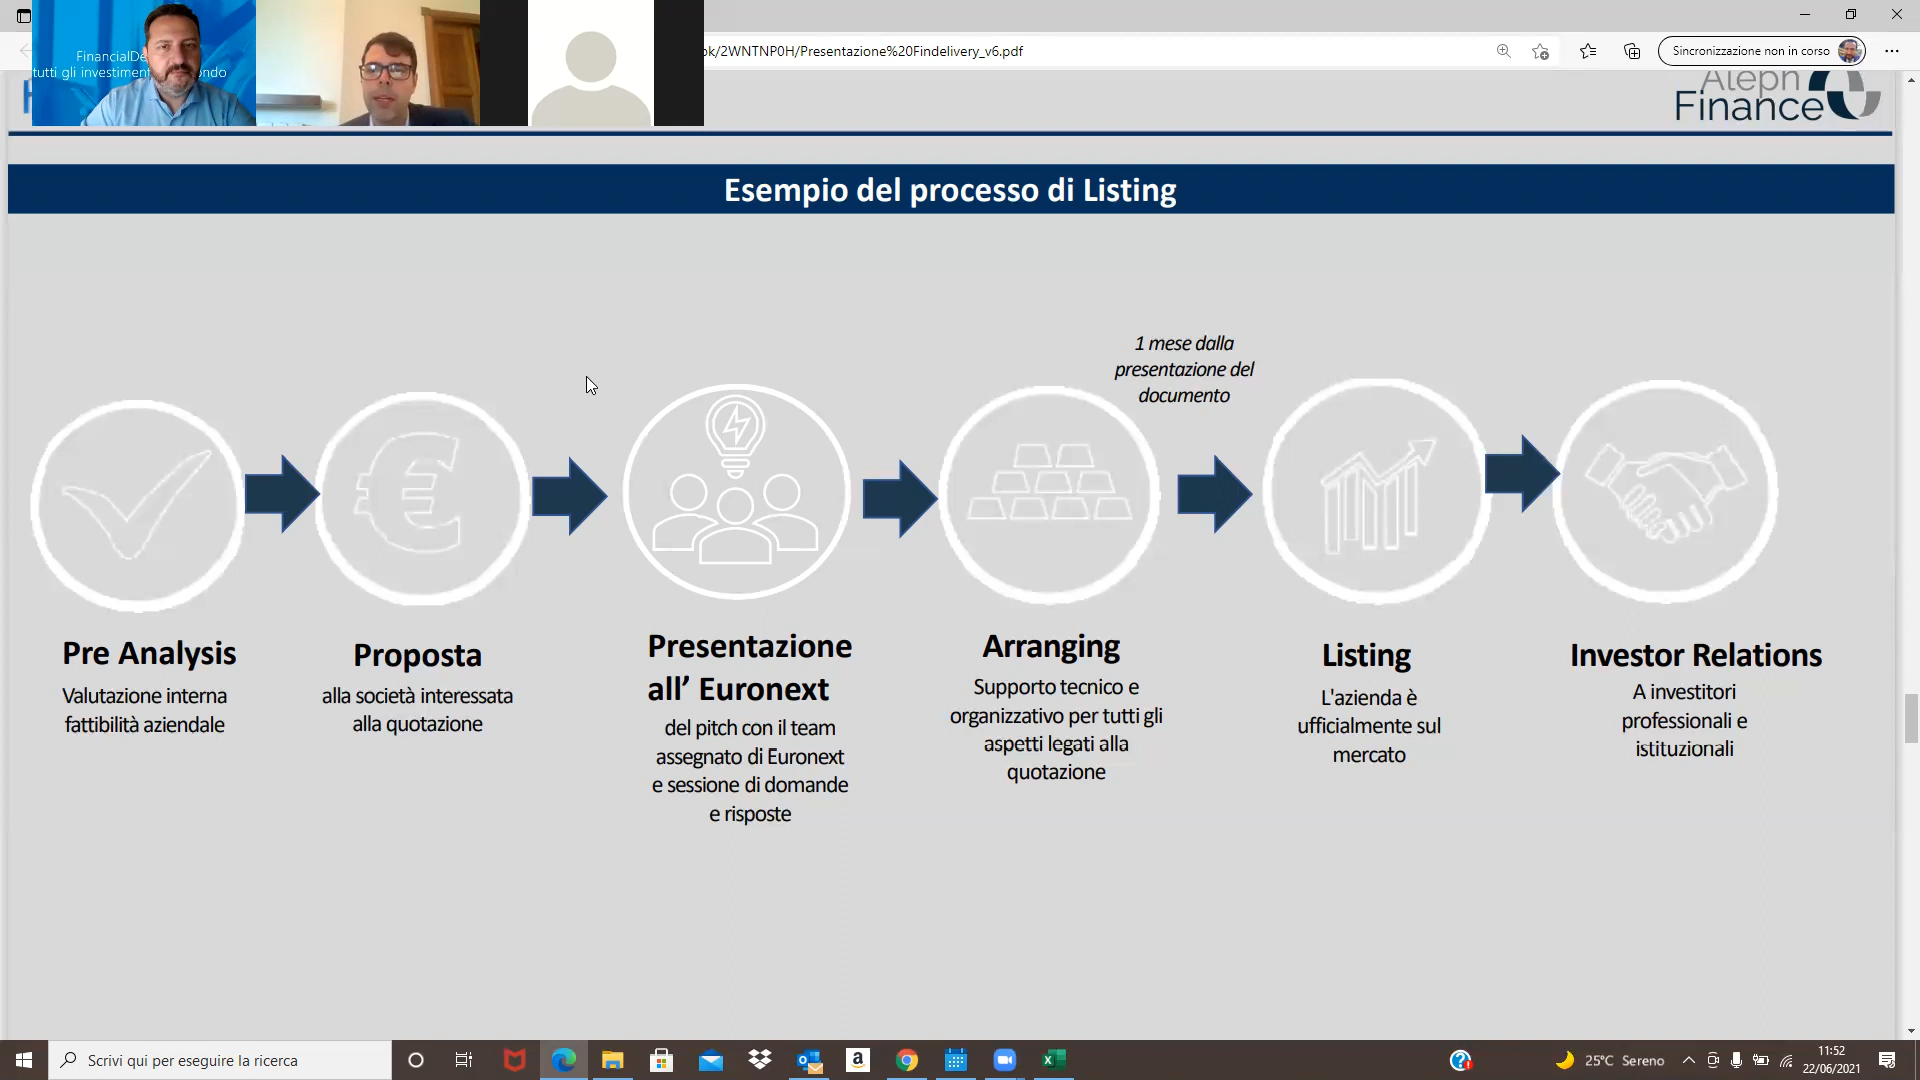 FinancialDe
tutti gli investiment ondo
ok/2WNTNP0H/Presentazione%20Findelivery_v6.pdf
Sincronizzazione non in corso
Aleph
Finance
Esempio del processo di Listing
1 mese dalla
presentazione del
documento
Pre Analysis
Valutazione interna
fattibilità aziendale
Proposta
alla società interessata
alla quotazione
Presentazione
all’ Euronext
del pitch con il team
assegnato di Euronext
e sessione di domande
e risposte
Arranging
Supporto tecnico e
organizzativo per tutti gli
aspetti legati alla
quotazione
Listing
L'azienda è
ufficialmente sul
mercato
Investor Relations
A investitori
professionali e
istituzionali
Scrivi qui per eseguire la ricerca
25°C Sereno
11:52
22/06/2021